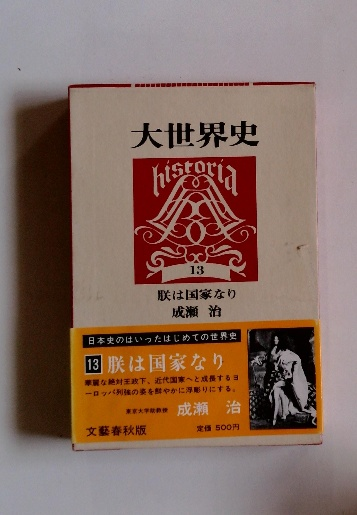 大世界史
historia
13
朕は国家なり
成瀬 治
日本史のはいったはじめての世界史
13 朕は国家なり
華麗な絶対王政下、近代国家へと成長するヨ
ーロッパ列強の姿を鮮やかに浮彫りにする。
東京大学助教授 成瀬 治
文藝春秋版 定価 500円